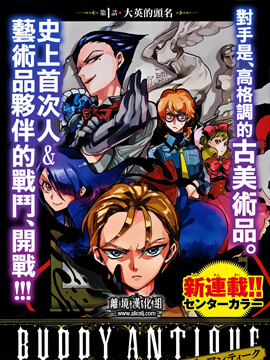 第1話・大英的頭名
對手是、高格調的古美術品。
史上首次人&
藝術品夥伴的戰鬥、開戰!!!
新連載!!
センターカラー
離境漢化組
www.alicelj.com
BUDDY ANTIQUE